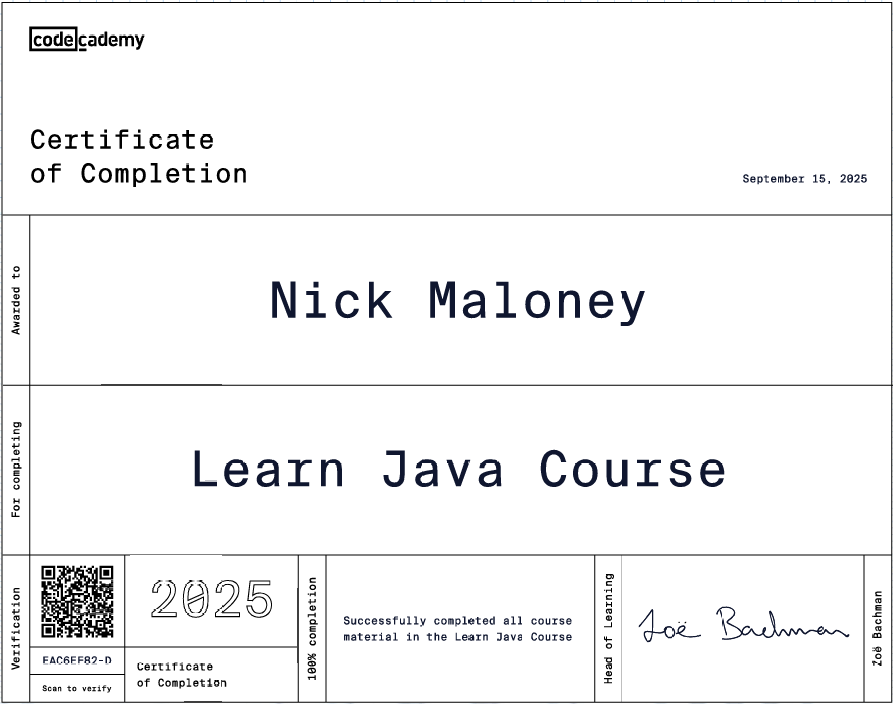 codecademy
Certificate
of Completion
September 15, 2025
Awarded to
Nick Maloney
For completing
Learn Java Course
Verification
EAC6EF82-D
Scan to verify
2025
Certificate
of Completion
100% completion
Successfully completed all course
material in the Learn Java Course
Head of Learning
Zoë Bachman
Zoë Bachman